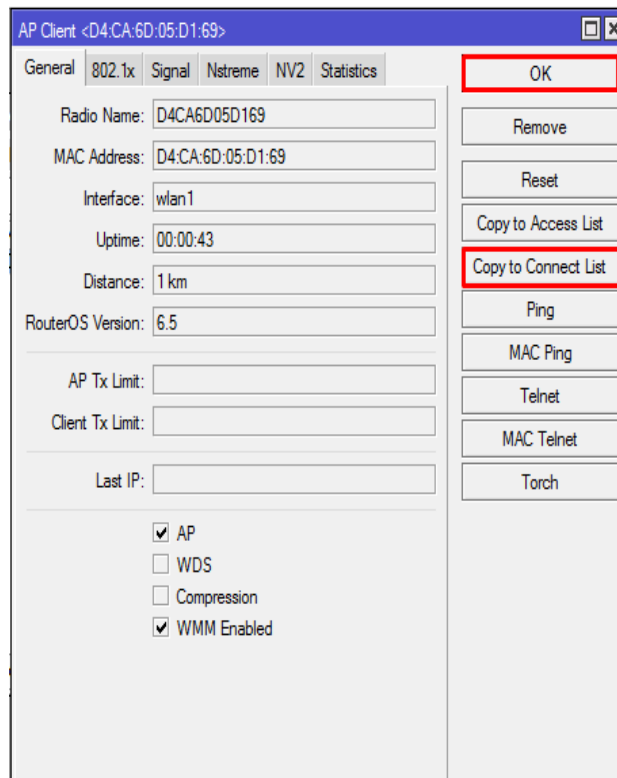 AP Client <D4:CA:6D:05:D1:69>
General 802.1x Signal Nstreme NV2 Statistics
Radio Name: D4CA6D05D169
MAC Address: D4:CA:6D:05:D1:69
Interface: wlan1
Uptime: 00:00:43
Distance: 1 km
RouterOS Version: 6.5
AP Tx Limit:
Client Tx Limit:
Last IP:
AP
WDS
Compression
WMM Enabled
OK
Remove
Reset
Copy to Access List
Copy to Connect List
Ping
MAC Ping
Telnet
MAC Telnet
Torch